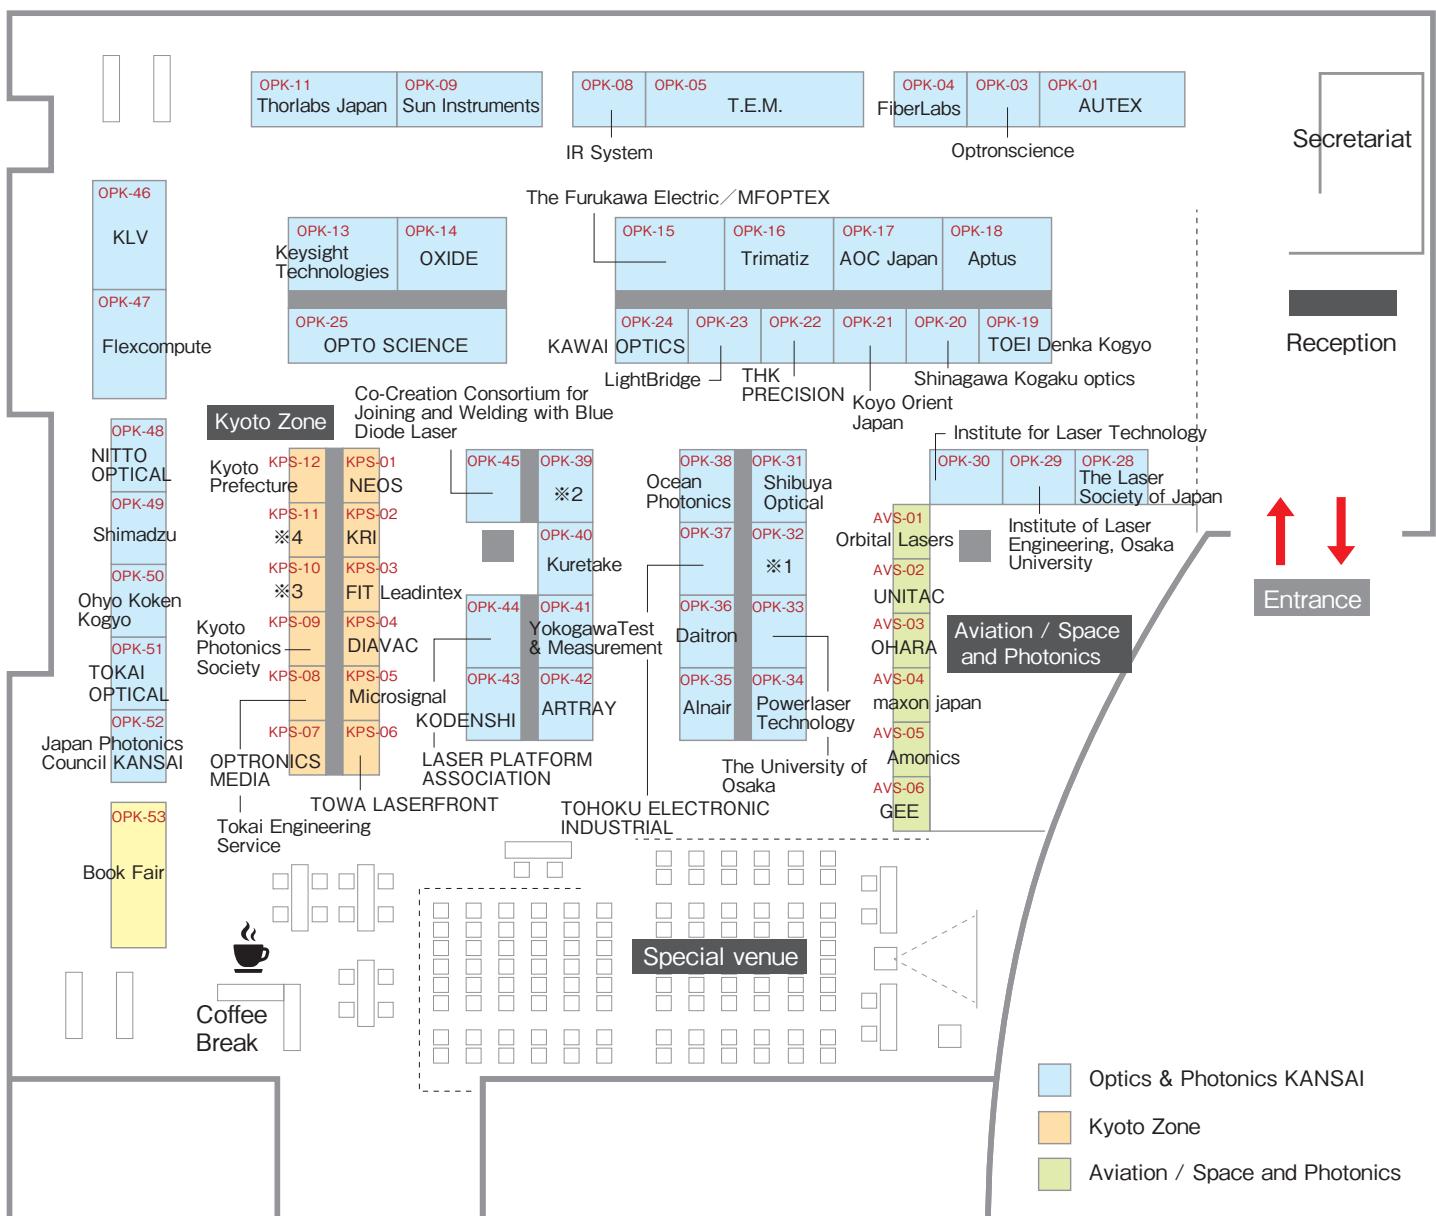 OPK-11
Thorlabs Japan
OPK-09
Sun Instruments
OPK-08
IR System
OPK-05
T.E.M.
OPK-04
FiberLabs
OPK-03
Optronscience
OPK-01
AUTEX
Secretariat
Reception
OPK-46
KLV
OPK-47
Flexcompute
OPK-13
Keysight
Technologies
OPK-14
OXIDE
OPK-25
OPTO SCIENCE
The Furukawa Electric／MFOPTEX
OPK-15
OPK-16
Trimatiz
OPK-17
AOC Japan
OPK-18
Aptus
OPK-24
KAWAI OPTICS
OPK-23
LightBridge
OPK-22
THK
PRECISION
OPK-21
Koyo Orient
Japan
OPK-20
Shinagawa Kogaku optics
OPK-19
TOEI Denka Kogyo
OPK-48
NITTO
OPTICAL
OPK-49
Shimadzu
OPK-50
Ohyo Koken
Kogyo
OPK-51
TOKAI
OPTICAL
OPK-52
Japan Photonics
Council KANSAI
OPK-53
Book Fair
Kyoto Zone
KPS-12
Kyoto
Prefecture
KPS-01
NEOS
KPS-11
※4
KPS-02
KRI
KPS-10
※3
KPS-03
FIT Leadintex
KPS-09
Kyoto
Photonics
Society
KPS-04
DIAVAC
KPS-08
KPS-05
Microsignal
KPS-07
OPTRONICS
MEDIA
KPS-06
TOWA LASERFRONT
Tokai Engineering
Service
Co-Creation Consortium for
Joining and Welding with Blue
Diode Laser
OPK-45
OPK-39
※2
OPK-40
Kuretake
OPK-44
OPK-41
YokogawaTest
& Measurement
OPK-43
KODENSHI
OPK-42
ARTRAY
LASER PLATFORM
ASSOCIATION
OPK-38
Ocean
Photonics
OPK-31
Shibuya
Optical
OPK-37
OPK-32
※1
OPK-36
Daitron
OPK-33
OPK-35
Alnair
OPK-34
Powerlaser
Technology
The University of
Osaka
TOHOKU ELECTRONIC
INDUSTRIAL
Institute for Laser Technology
OPK-30
OPK-29
OPK-28
The Laser
Society of Japan
Institute of Laser
Engineering, Osaka
University
AVS-01
Orbital Lasers
AVS-02
UNITAC
AVS-03
OHARA
AVS-04
maxon japan
AVS-05
Amonics
AVS-06
GEE
Aviation / Space
and Photonics
Entrance
Special venue
Coffee
Break
Optics & Photonics KANSAI
Kyoto Zone
Aviation / Space and Photonics